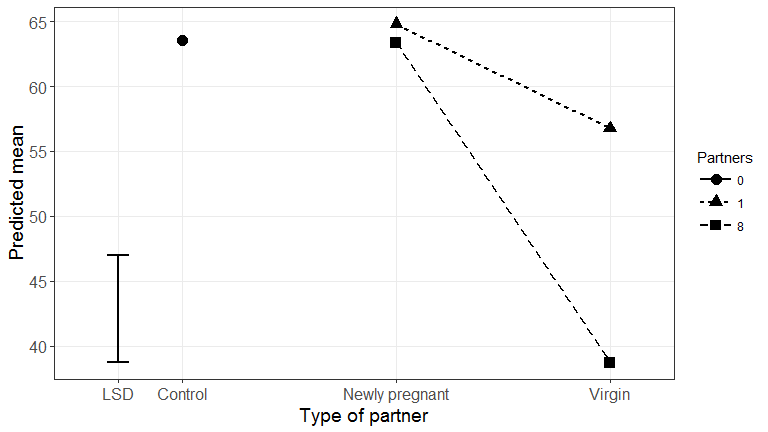 Predicted mean
65
60
55
50
45
40
LSD Control Newly pregnant Virgin
Type of partner
Partners
0
1
8